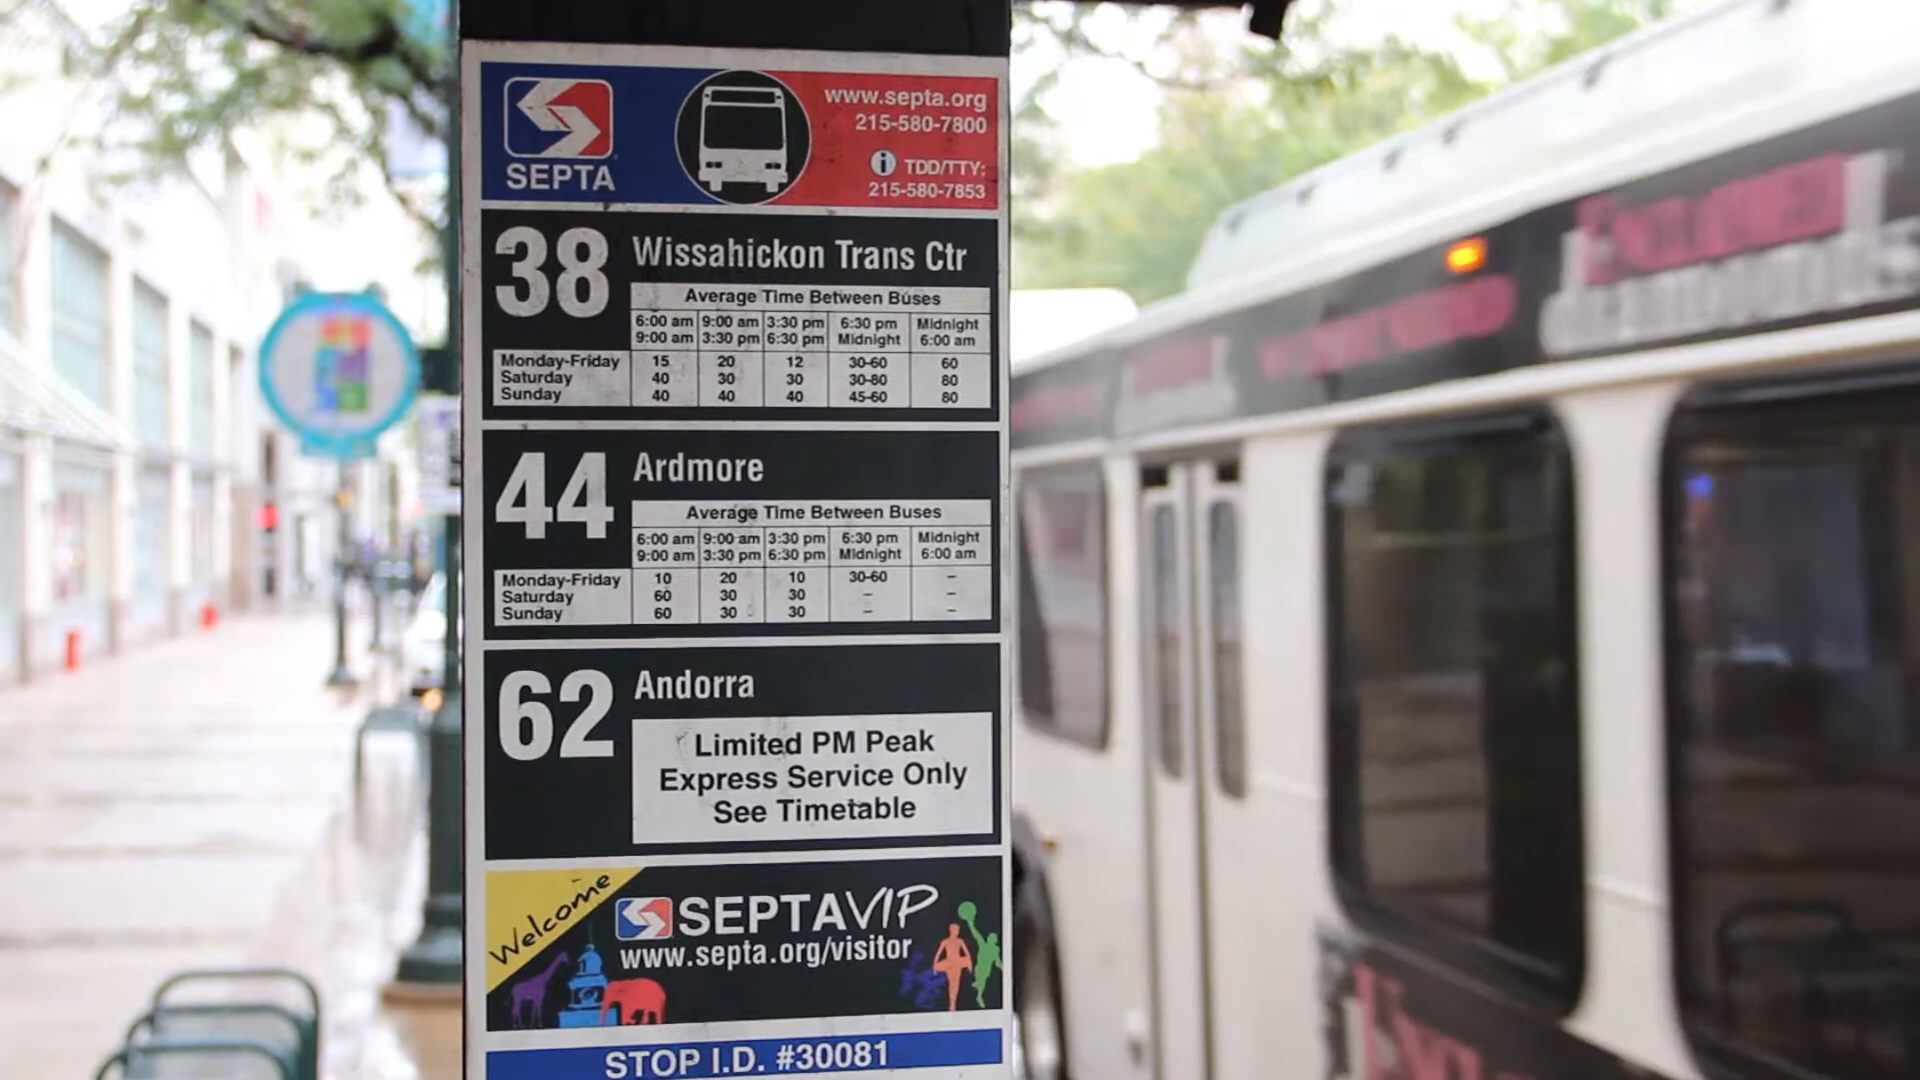 SEPTA
www.septa.org
215-580-7800
i TDD/TTY:
215-580-7853
38 Wissahickon Trans Ctr
Average Time Between Buses
6:00 am 9:00 am 3:30 pm 6:30 pm Midnight
9:00 am 3:30 pm 6:30 pm Midnight 6:00 am
Monday-Friday 15 20 12 30-60 60
Saturday 40 30 30 30-80 80
Sunday 40 40 40 45-60 80
44 Ardmore
Average Time Between Buses
6:00 am 9:00 am 3:30 pm 6:30 pm Midnight
9:00 am 3:30 pm 6:30 pm Midnight 6:00 am
Monday-Friday 10 20 10 30-60 –
Saturday 60 30 30 – –
Sunday 60 30 30 – –
62 Andorra
Limited PM Peak
Express Service Only
See Timetable
Welcome
SEPTAVIP
www.septa.org/visitor
STOP I.D. #30081